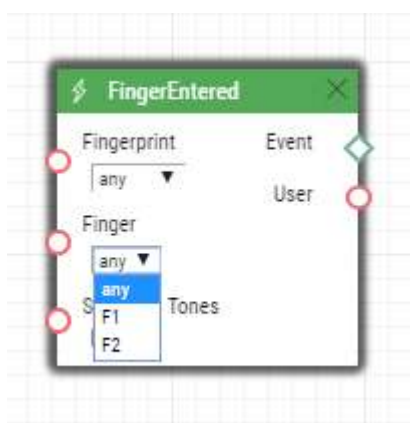 FingerEntered
Fingerprint
Event
any
User
Finger
any
any
F1
F2
S Tones